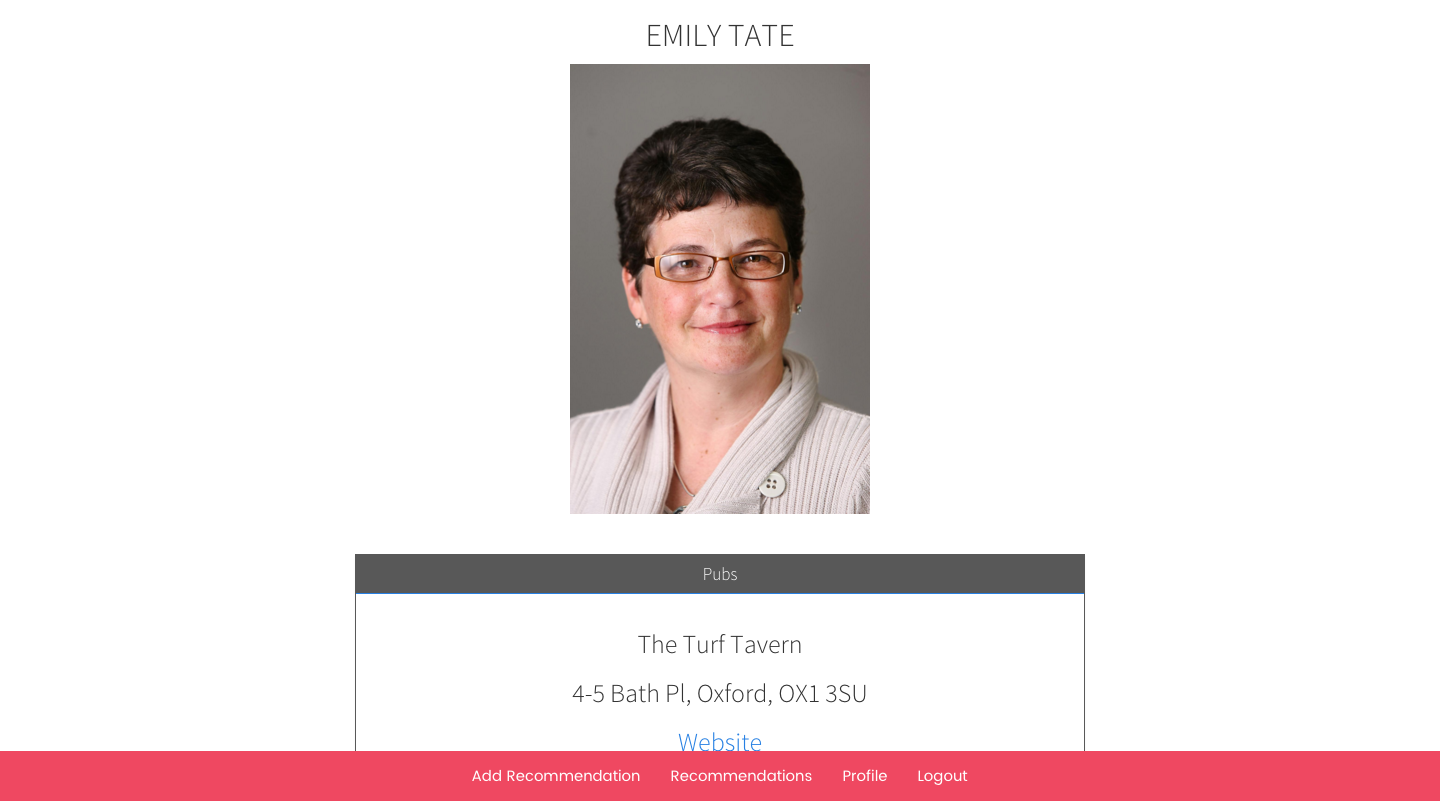 EMILY TATE
Pubs
The Turf Tavern
4-5 Bath Pl, Oxford, OX1 3SU
Website
Add Recommendation Recommendations Profile Logout